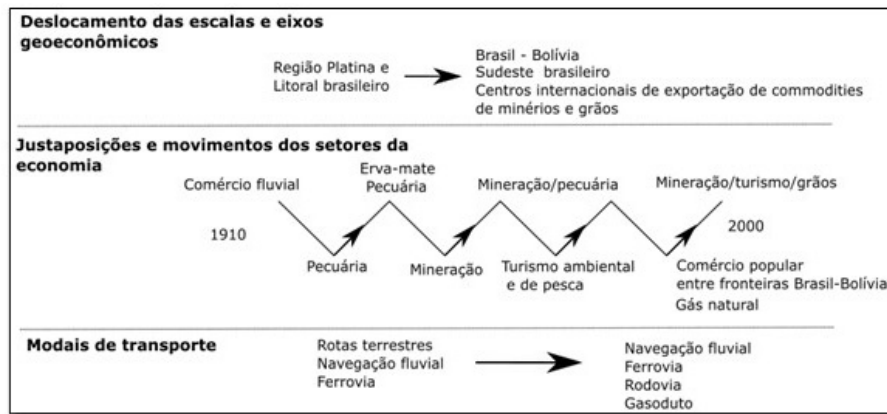 Deslocamento das escalas e eixos
geoeconômicos
Região Platina e
Litoral brasileiro
Brasil - Bolívia
Sudeste brasileiro
Centros internacionais de exportação de commodities
de minérios e grãos
Justaposições e movimentos dos setores da
economia
Comércio fluvial
Erva-mate
Pecuária
Mineração/pecuária
Mineração/turismo/grãos
1910
2000
Pecuária
Mineração
Turismo ambiental
e de pesca
Comércio popular
entre fronteiras Brasil-Bolívia
Gás natural
Modais de transporte
Rotas terrestres
Navegação fluvial
Ferrovia
Navegação fluvial
Ferrovia
Rodovia
Gasoduto